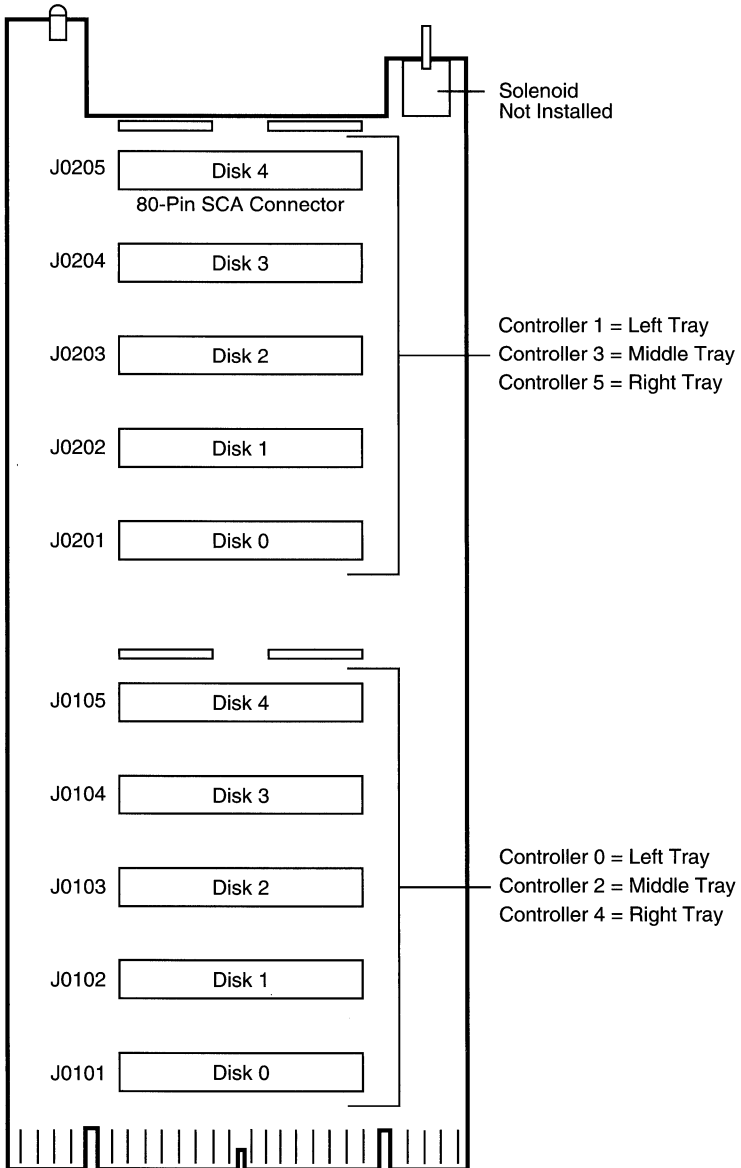 Solenoid
Not Installed
J0205
Disk 4
80-Pin SCA Connector
J0204
Disk 3
J0203
Disk 2
J0202
Disk 1
J0201
Disk 0
Controller 1 = Left Tray
Controller 3 = Middle Tray
Controller 5 = Right Tray
J0105
Disk 4
J0104
Disk 3
J0103
Disk 2
J0102
Disk 1
J0101
Disk 0
Controller 0 = Left Tray
Controller 2 = Middle Tray
Controller 4 = Right Tray